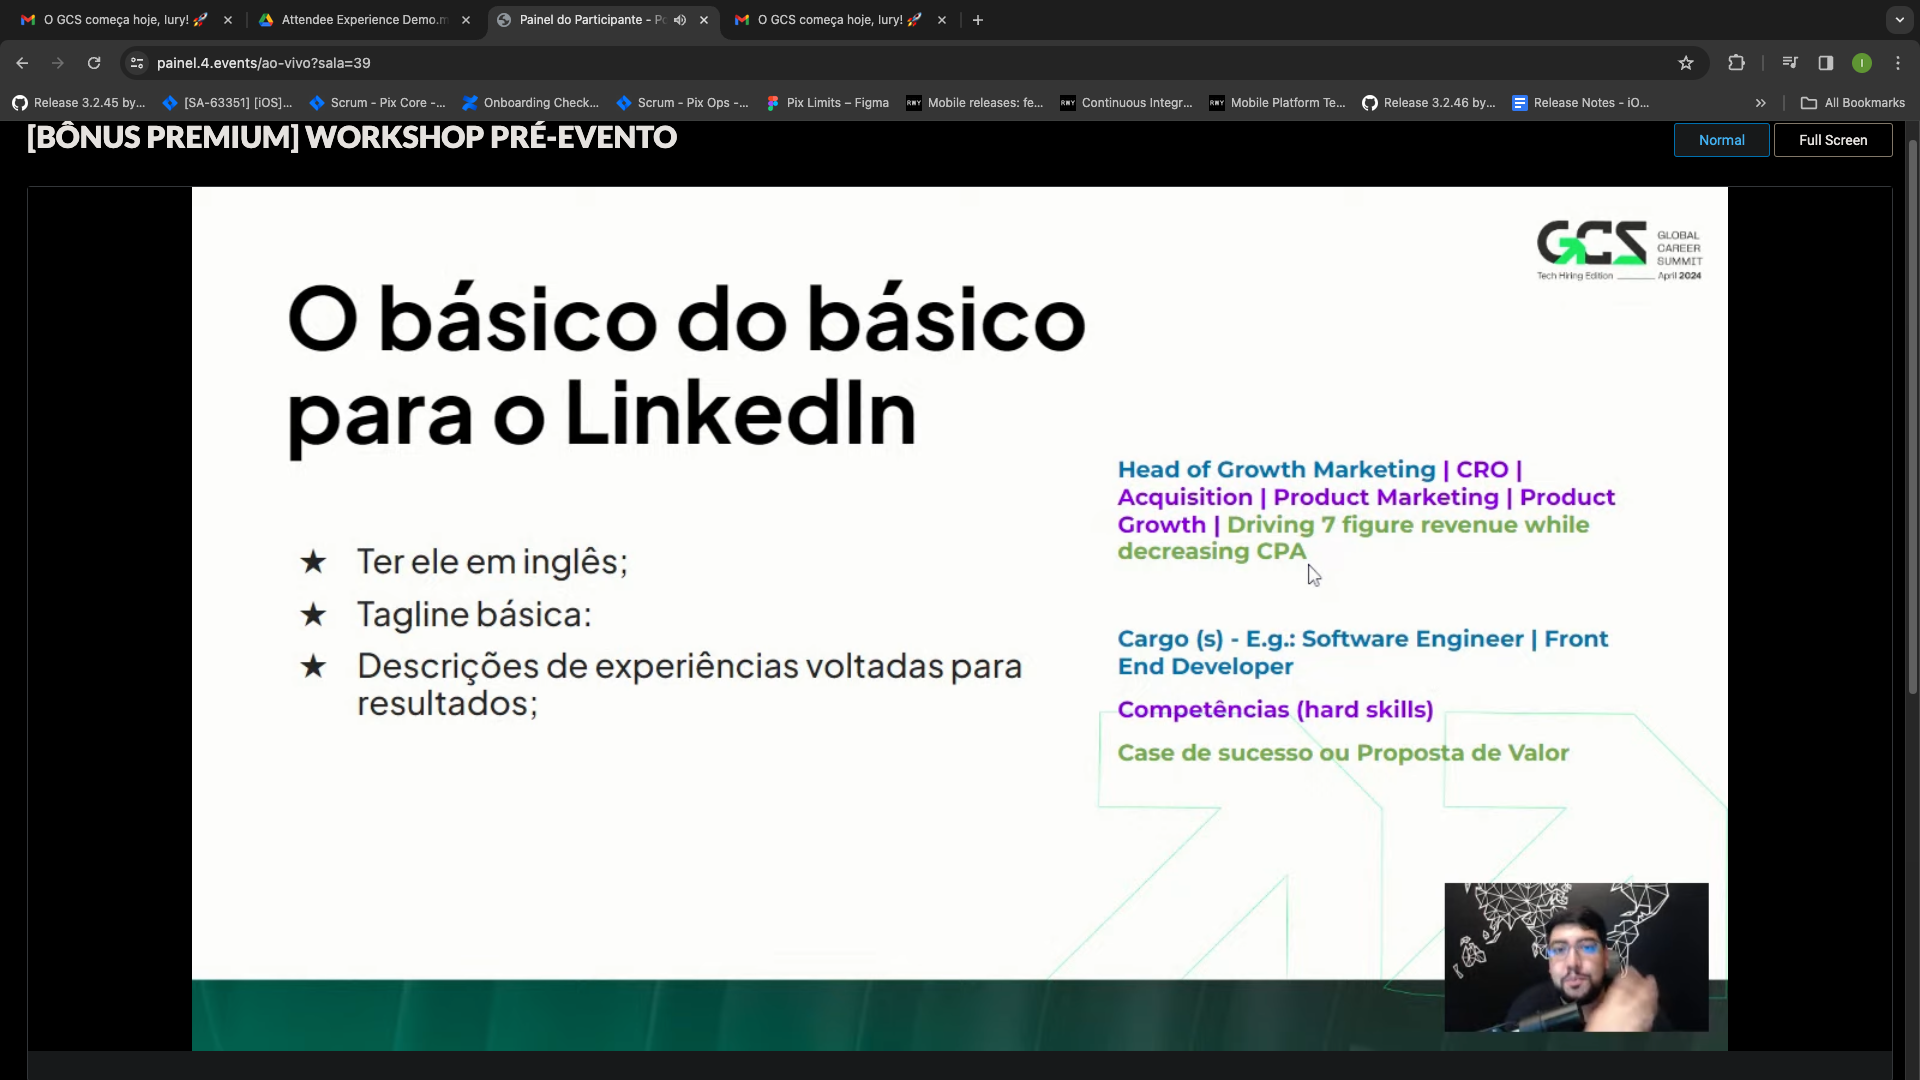 O GCS começa hoje, Iury! 🚀
Attendee Experience Demo.m
Painel do Participante - Po
O GCS começa hoje, Iury! 🚀
painel.4.events/ao-vivo?sala=39
Release 3.2.45 by...
[SA-63351] [iOS]...
Scrum - Pix Core -...
Onboarding Check...
Scrum - Pix Ops -...
Pix Limits – Figma
Mobile releases: fe...
Continuous Integr...
Mobile Platform Te...
Release 3.2.46 by...
Release Notes - iO...
All Bookmarks
[BÔNUS PREMIUM] WORKSHOP PRÉ-EVENTO
Normal
Full Screen
GCS
GLOBAL
CAREER
SUMMIT
Tech Hiring Edition
April 2024
O básico do básico
para o LinkedIn
★ Ter ele em inglês;
★ Tagline básica:
★ Descrições de experiências voltadas para
resultados;
Head of Growth Marketing | CRO |
Acquisition | Product Marketing | Product
Growth | Driving 7 figure revenue while
decreasing CPA
Cargo (s) - E.g.: Software Engineer | Front
End Developer
Competências (hard skills)
Case de sucesso ou Proposta de Valor